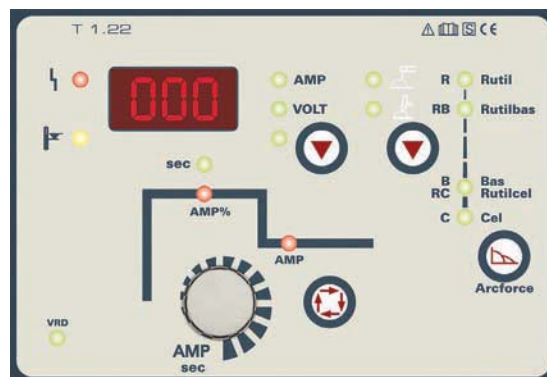 T 1.22
S CE
000
AMP
VOLT
R Rutil
RB Rutilbas
B Bas
RC Rutilcel
C Cel
sec
AMP%
AMP
Arcforce
VRD
AMP
sec